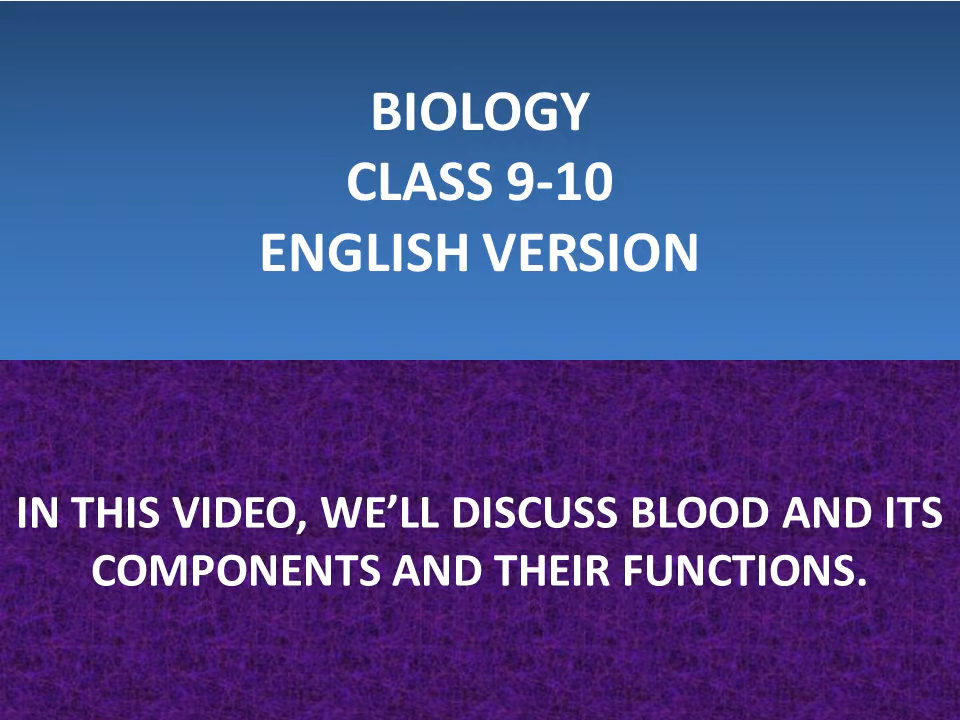 BIOLOGY
CLASS 9-10
ENGLISH VERSION
IN THIS VIDEO, WE’LL DISCUSS BLOOD AND ITS
COMPONENTS AND THEIR FUNCTIONS.